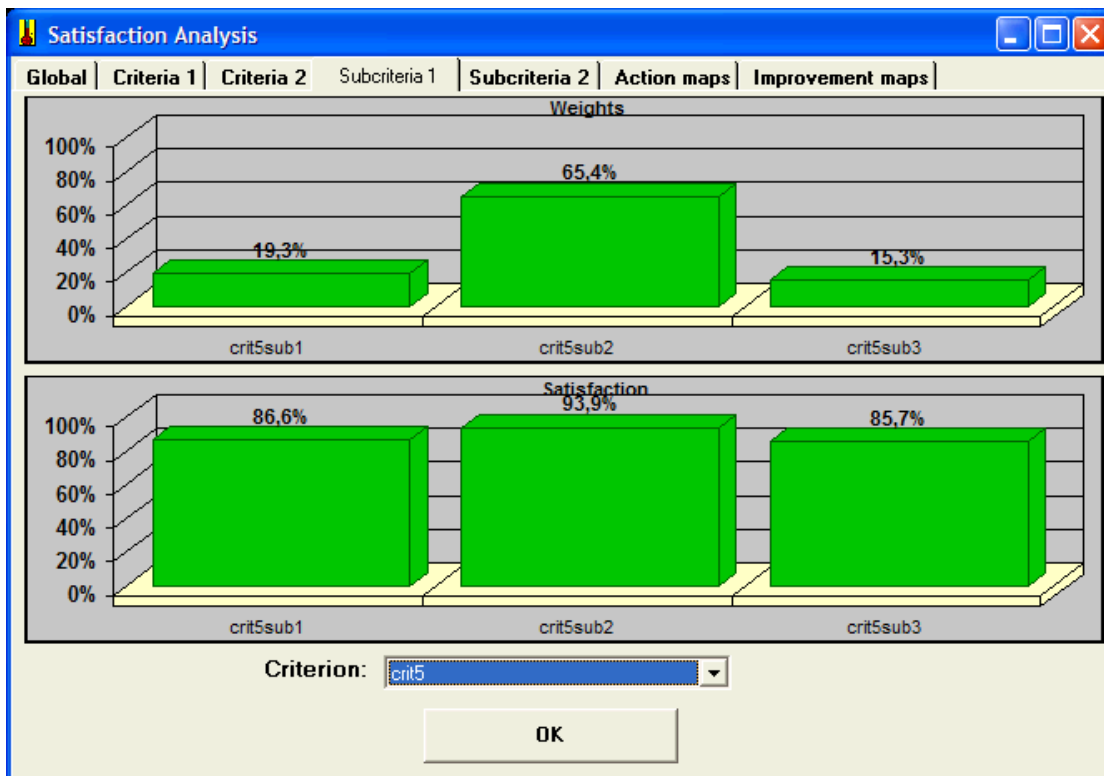 Satisfaction Analysis
Global Criteria 1 Criteria 2 Subcriteria 1 Subcriteria 2 Action maps Improvement maps
Weights
100%
80%
60%
40%
20%
0%
19,3%
65,4%
15,3%
crit5sub1 crit5sub2 crit5sub3
Satisfaction
100%
80%
60%
40%
20%
0%
86,6%
93,9%
85,7%
crit5sub1 crit5sub2 crit5sub3
Criterion: crit5
OK